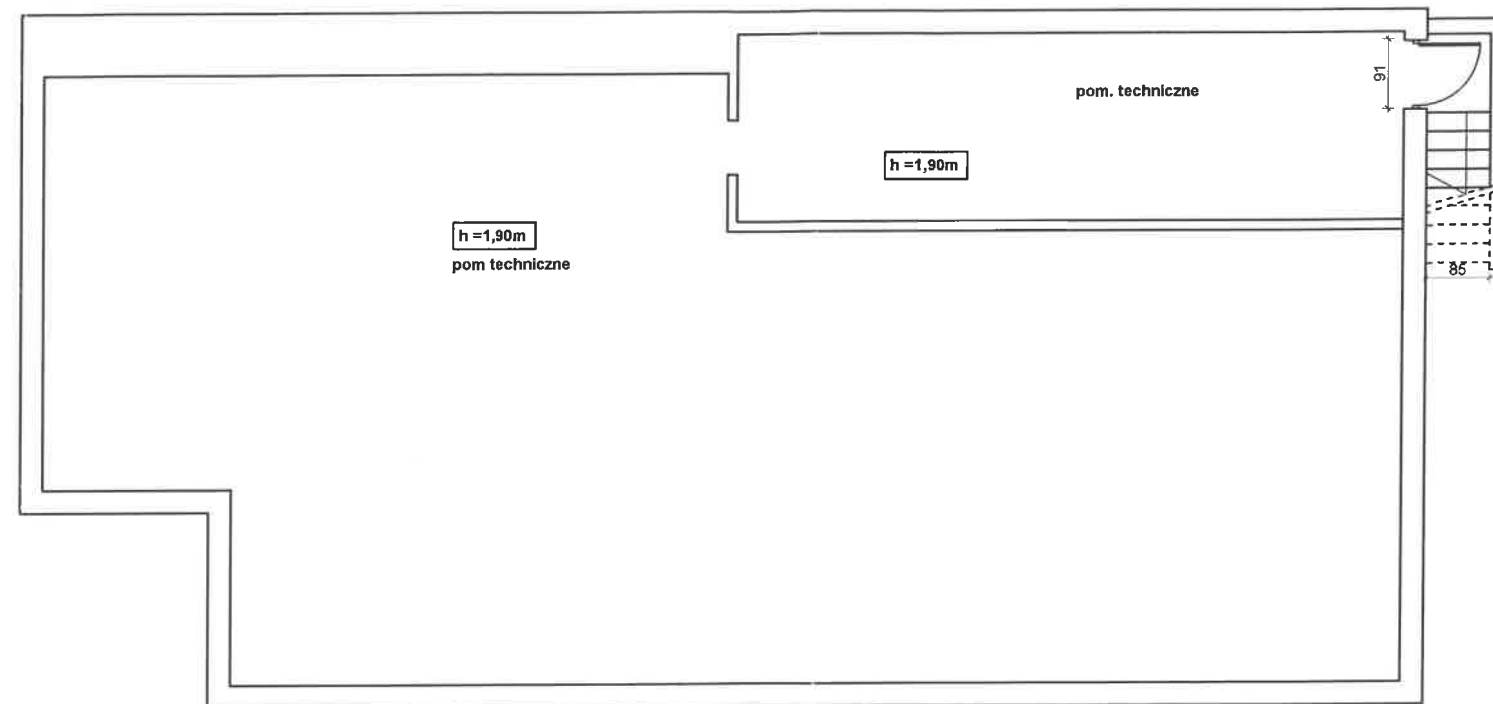 91
pom. techniczne
h =1,90m
h =1,90m
pom techniczne
85